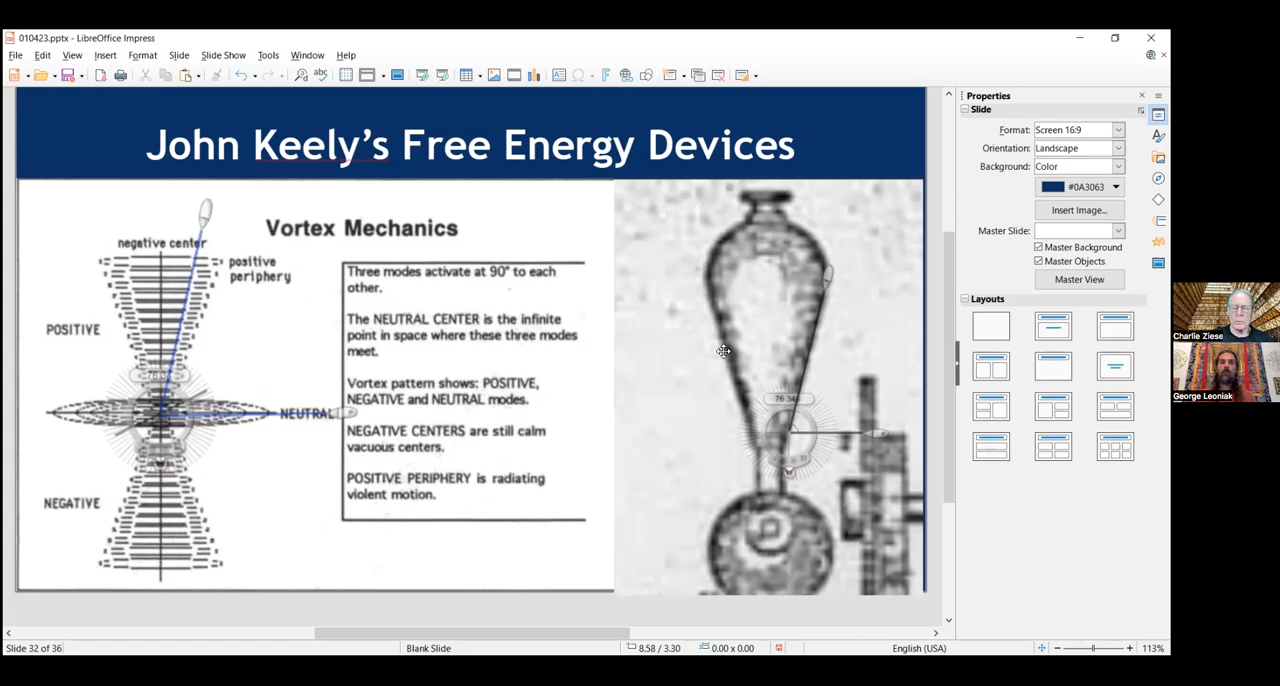 010423.pptx - LibreOffice Impress
File Edit View Insert Format Slide Slide Show Tools Window Help
John Keely's Free Energy Devices
Vortex Mechanics
negative center
positive
periphery
POSITIVE
NEUTRAL
NEGATIVE
Three modes activate at 90° to each
other.
The NEUTRAL CENTER is the infinite
point in space where these three modes
meet.
Vortex pattern shows: POSITIVE,
NEGATIVE and NEUTRAL modes.
NEGATIVE CENTERS are still calm
vacuous centers.
POSITIVE PERIPHERY is radiating
violent motion.
Properties
Slide
Format: Screen 16:9
Orientation: Landscape
Background: Color
#0A3063
Insert Image...
Master Slide:
Master Background
Master Objects
Master View
Layouts
Charlie Ziese
George Leoniak
Slide 32 of 36
Blank Slide
8.58 / 3.30
0.00 x 0.00
English (USA)
113%